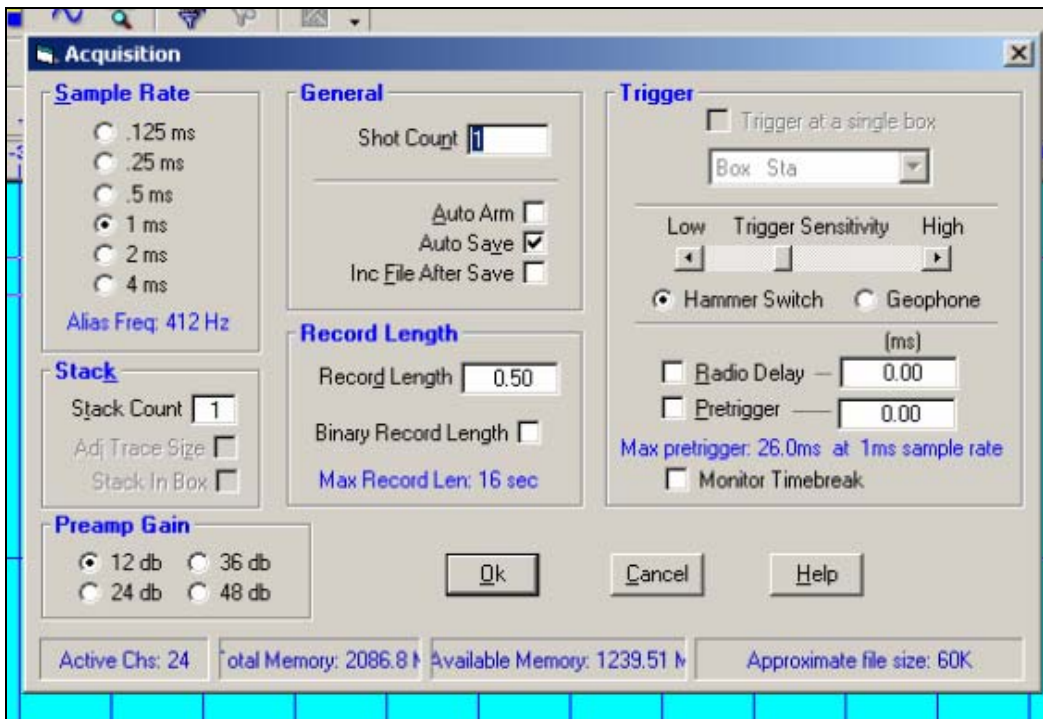 Acquisition
Sample Rate
.125 ms
.25 ms
.5 ms
1 ms
2 ms
4 ms
Alias Freq: 412 Hz
Stack
Stack Count 1
Adj Trace Size
Stack In Box
Preamp Gain
12 db 36 db
24 db 48 db
General
Shot Count 1
Auto Arm
Auto Save
Inc File After Save
Record Length
Record Length 0.50
Binary Record Length
Max Record Len: 16 sec
Trigger
Trigger at a single box
Box Sta
Low Trigger Sensitivity High
Hammer Switch Geophone
(ms)
Radio Delay 0.00
Pretrigger 0.00
Max pretrigger: 26.0ms at 1ms sample rate
Monitor Timebreak
Ok Cancel Help
Active Chs: 24 otal Memory: 2086.8 M Available Memory: 1239.51 M Approximate file size: 60K